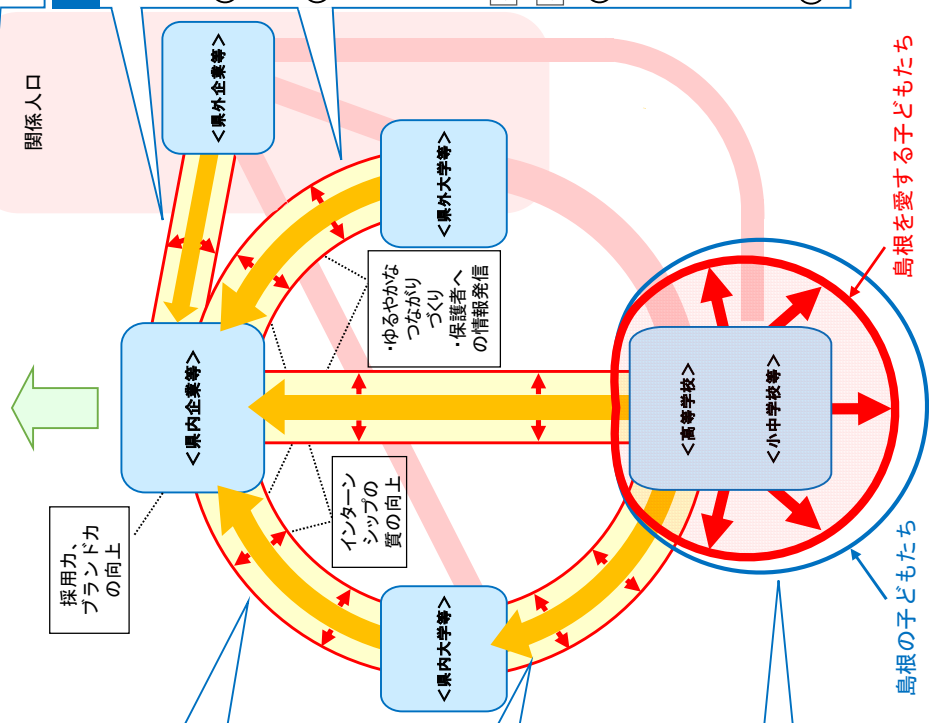 関係人口
<県外企業等>
<県外大学等>
<県内企業等>
・ゆるやかな
つながり
づくり
・保護者へ
の情報発信
インターン
シップの
質の向上
採用力、
ブランド力
の向上
<県内大学等>
<高等学校>
<小中学校等>
島根を愛する子どもたち
島根の子どもたち